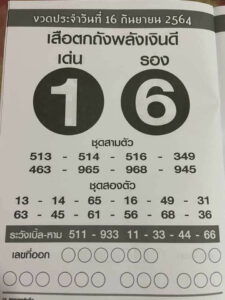 งวดประจำวันที่ 16 กันยายน 2564
เสือตกถังพลังเงินดี
เด่น รอง
1 6
ชุดสามตัว
513 - 514 - 516 - 349
463 - 965 - 968 - 945
ชุดสองตัว
13 - 14 - 65 - 16 - 49 - 31
63 - 45 - 61 - 56 - 68 - 36
ระวังเบิ้ล-หาม 511 - 933 11 - 33 - 44 - 66
เลขที่ออก